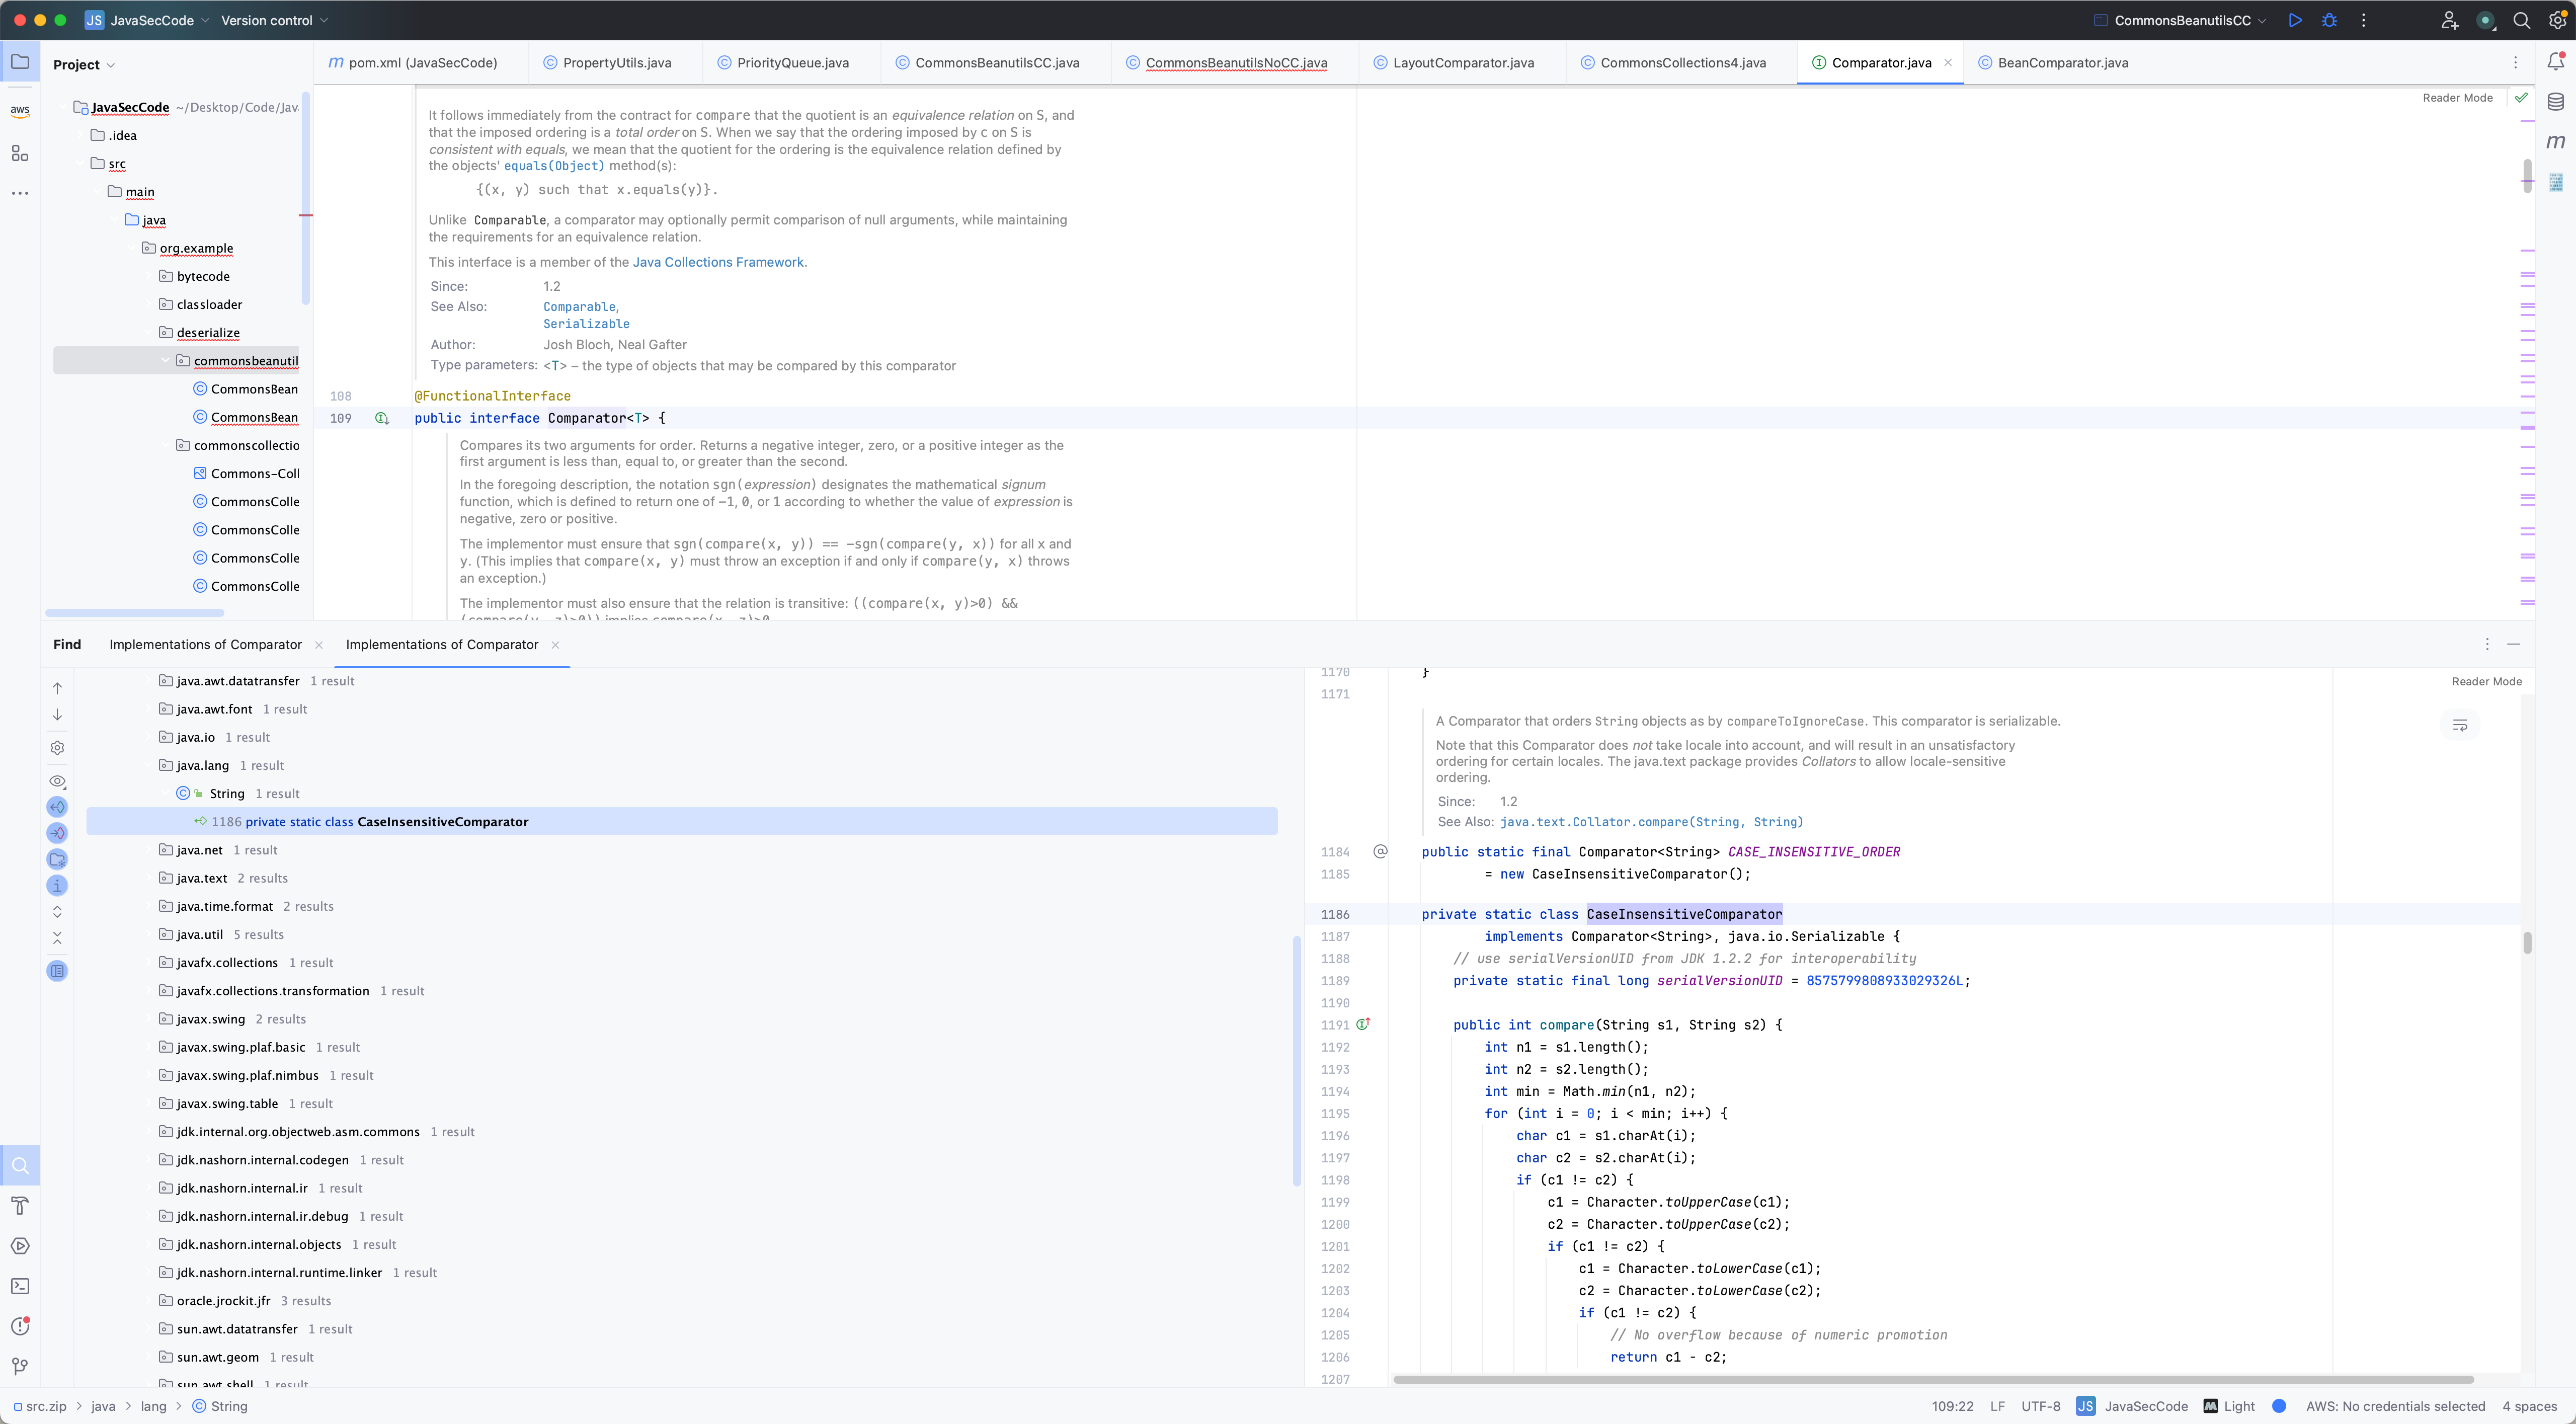 JS JavaSecCode Version control
CommonsBeanutilsCC
Project
pom.xml (JavaSecCode) PropertyUtils.java PriorityQueue.java CommonsBeanutilsCC.java CommonsBeanutilsNoCC.java LayoutComparator.java CommonsCollections4.java Comparator.java BeanComparator.java
aws
JavaSecCode ~/Desktop/Code/Jav
.idea
src
main
java
org.example
bytecode
classloader
deserialize
commonsbeanutil
CommonsBean
CommonsBean
commonscollectio
Commons-Coll
CommonsColle
CommonsColle
CommonsColle
CommonsColle
Reader Mode
It follows immediately from the contract for compare that the quotient is an equivalence relation on S, and
that the imposed ordering is a total order on S. When we say that the ordering imposed by c on S is
consistent with equals, we mean that the quotient for the ordering is the equivalence relation defined by
the objects' equals(Object) method(s):
{(x, y) such that x.equals(y)}.
Unlike Comparable, a comparator may optionally permit comparison of null arguments, while maintaining
the requirements for an equivalence relation.
This interface is a member of the Java Collections Framework.
Since: 1.2
See Also: Comparable,
Serializable
Author: Josh Bloch, Neal Gafter
Type parameters: <T> – the type of objects that may be compared by this comparator
108 @FunctionalInterface
109 public interface Comparator<T> {
Compares its two arguments for order. Returns a negative integer, zero, or a positive integer as the
first argument is less than, equal to, or greater than the second.
In the foregoing description, the notation sgn(expression) designates the mathematical signum
function, which is defined to return one of -1, 0, or 1 according to whether the value of expression is
negative, zero or positive.
The implementor must ensure that sgn(compare(x, y)) == -sgn(compare(y, x)) for all x and
y. (This implies that compare(x, y) must throw an exception if and only if compare(y, x) throws
an exception.)
The implementor must also ensure that the relation is transitive: ((compare(x, y)>0) &&
(compare(y, z)>0)) implies compare(x, z)>0.
Find Implementations of Comparator Implementations of Comparator
java.awt.datatransfer 1 result
java.awt.font 1 result
java.io 1 result
java.lang 1 result
String 1 result
1186 private static class CaseInsensitiveComparator
java.net 1 result
java.text 2 results
java.time.format 2 results
java.util 5 results
javafx.collections 1 result
javafx.collections.transformation 1 result
javax.swing 2 results
javax.swing.plaf.basic 1 result
javax.swing.plaf.nimbus 1 result
javax.swing.table 1 result
jdk.internal.org.objectweb.asm.commons 1 result
jdk.nashorn.internal.codegen 1 result
jdk.nashorn.internal.ir 1 result
jdk.nashorn.internal.ir.debug 1 result
jdk.nashorn.internal.objects 1 result
jdk.nashorn.internal.runtime.linker 1 result
oracle.jrockit.jfr 3 results
sun.awt.datatransfer 1 result
sun.awt.geom 1 result
sun.awt.shell 1 result
1170 }
1171
Reader Mode
A Comparator that orders String objects as by compareToIgnoreCase. This comparator is serializable.
Note that this Comparator does not take locale into account, and will result in an unsatisfactory
ordering for certain locales. The java.text package provides Collators to allow locale-sensitive
ordering.
Since: 1.2
See Also: java.text.Collator.compare(String, String)
1184 public static final Comparator<String> CASE_INSENSITIVE_ORDER
1185 = new CaseInsensitiveComparator();
1186 private static class CaseInsensitiveComparator
1187 implements Comparator<String>, java.io.Serializable {
1188 // use serialVersionUID from JDK 1.2.2 for interoperability
1189 private static final long serialVersionUID = 8575799808933029326L;
1190
1191 public int compare(String s1, String s2) {
1192 int n1 = s1.length();
1193 int n2 = s2.length();
1194 int min = Math.min(n1, n2);
1195 for (int i = 0; i < min; i++) {
1196 char c1 = s1.charAt(i);
1197 char c2 = s2.charAt(i);
1198 if (c1 != c2) {
1199 c1 = Character.toUpperCase(c1);
1200 c2 = Character.toUpperCase(c2);
1201 if (c1 != c2) {
1202 c1 = Character.toLowerCase(c1);
1203 c2 = Character.toLowerCase(c2);
1204 if (c1 != c2) {
1205 // No overflow because of numeric promotion
1206 return c1 - c2;
1207
src.zip > java > lang > String
109:22 LF UTF-8 JS JavaSecCode Light AWS: No credentials selected 4 spaces